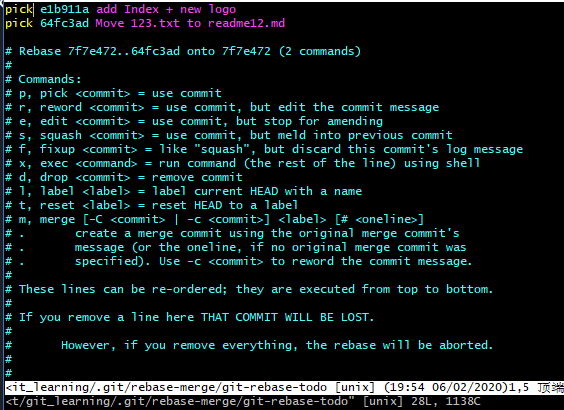 pick e1b911a add Index + new logo
pick 64fc3ad Move 123.txt to readme12.md
# Rebase 7f7e472..64fc3ad onto 7f7e472 (2 commands)
#
# Commands:
# p, pick <commit> = use commit
# r, reword <commit> = use commit, but edit the commit message
# e, edit <commit> = use commit, but stop for amending
# s, squash <commit> = use commit, but meld into previous commit
# f, fixup <commit> = like "squash", but discard this commit's log message
# x, exec <command> = run command (the rest of the line) using shell
# d, drop <commit> = remove commit
# l, label <label> = label current HEAD with a name
# t, reset <label> = reset HEAD to a label
# m, merge [-C <commit> | -c <commit>] <label> [# <oneline>]
# .       create a merge commit using the original merge commit's
# .       message (or the oneline, if no original merge commit was
# .       specified). Use -c <commit> to reword the commit message.
#
# These lines can be re-ordered; they are executed from top to bottom.
#
# If you remove a line here THAT COMMIT WILL BE LOST.
#
#       However, if you remove everything, the rebase will be aborted.
#
#
<it_learning/.git/rebase-merge/git-rebase-todo [unix] (19:54 06/02/2020)1,5 顶端
<t/git_learning/.git/rebase-merge/git-rebase-todo" [unix] 28L, 1138C